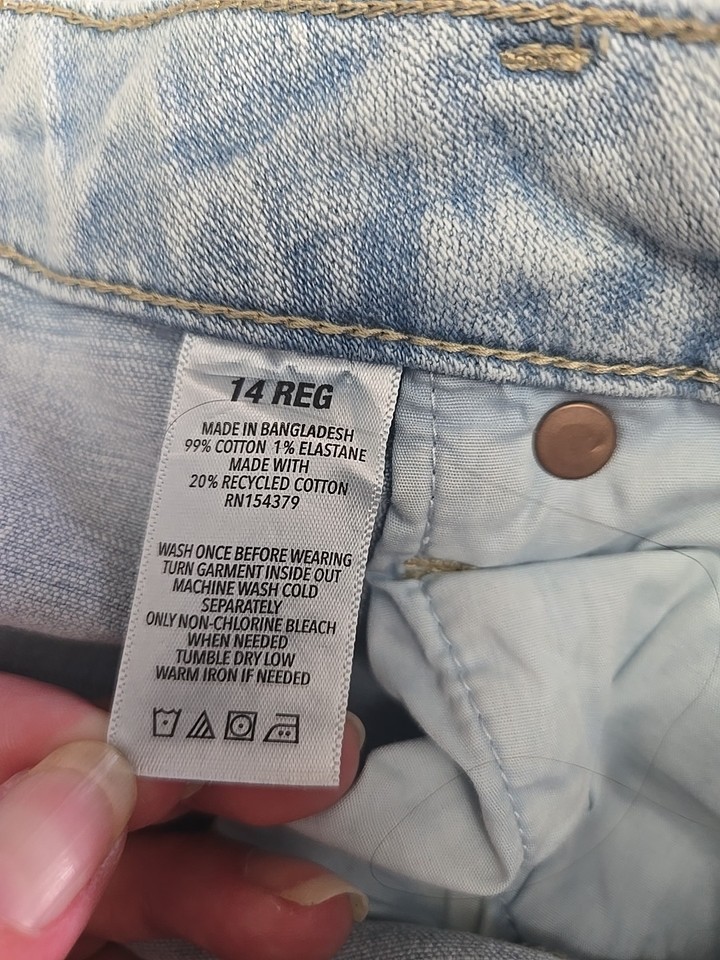 14 REG
MADE IN BANGLADESH
99% COTTON 1% ELASTANE
MADE WITH
20% RECYCLED COTTON
RN154379
WASH ONCE BEFORE WEARING
TURN GARMENT INSIDE OUT
MACHINE WASH COLD
SEPARATELY
ONLY NON-CHLORINE BLEACH
WHEN NEEDED
TUMBLE DRY LOW
WARM IRON IF NEEDED